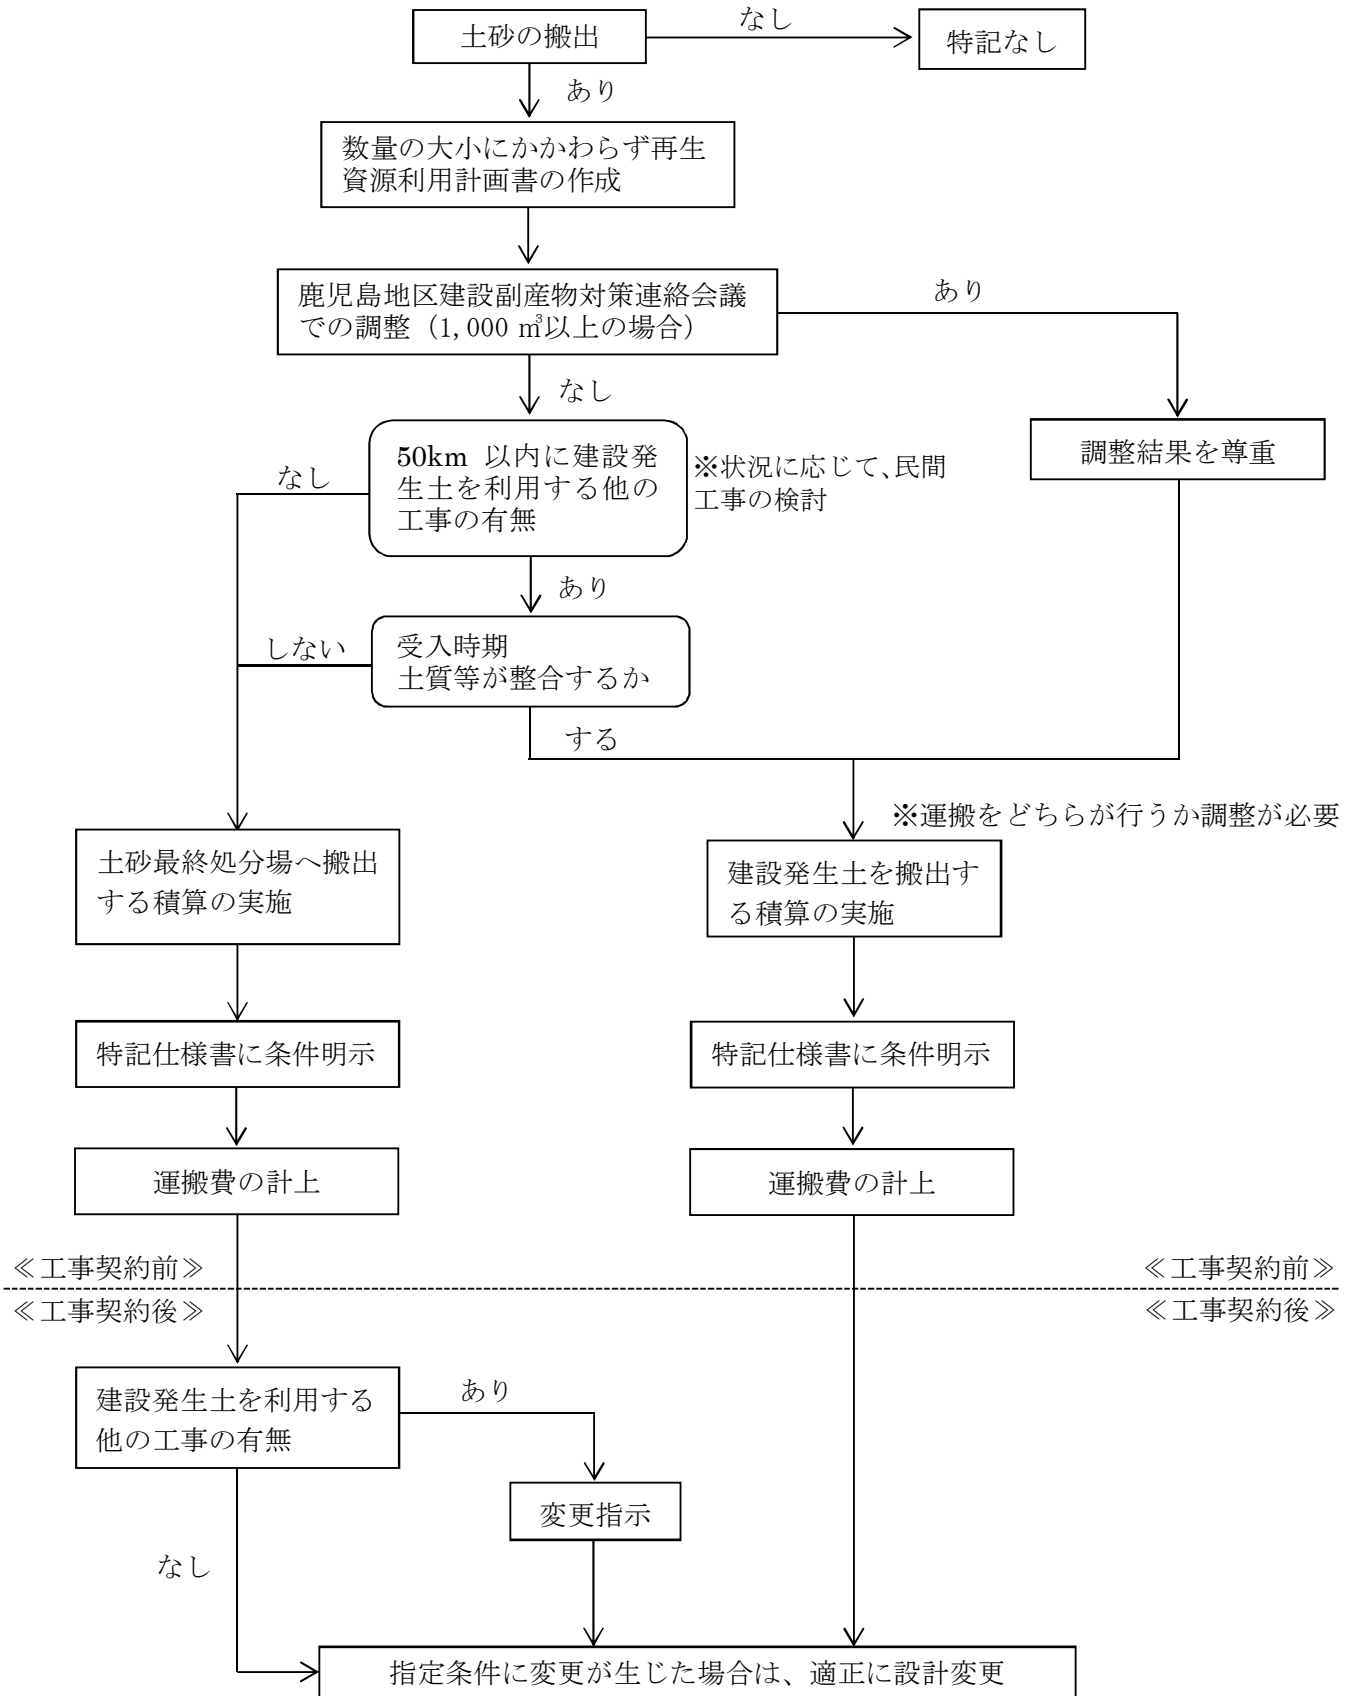 土砂の搬出
なし
特記なし
あり
数量の大小にかかわらず再生
資源利用計画書の作成
鹿児島地区建設副産物対策連絡会議
での調整（1,000 ㎥以上の場合）
あり
なし
調整結果を尊重
50km 以内に建設発
生土を利用する他の
工事の有無
※状況に応じて、民間
工事の検討
なし
あり
受入時期
土質等が整合するか
しない
する
※運搬をどちらが行うか調整が必要
土砂最終処分場へ搬出
する積算の実施
建設発生土を搬出す
る積算の実施
特記仕様書に条件明示
特記仕様書に条件明示
運搬費の計上
運搬費の計上
≪工事契約前≫
≪工事契約前≫
≪工事契約後≫
≪工事契約後≫
建設発生土を利用する
他の工事の有無
あり
変更指示
なし
指定条件に変更が生じた場合は、適正に設計変更